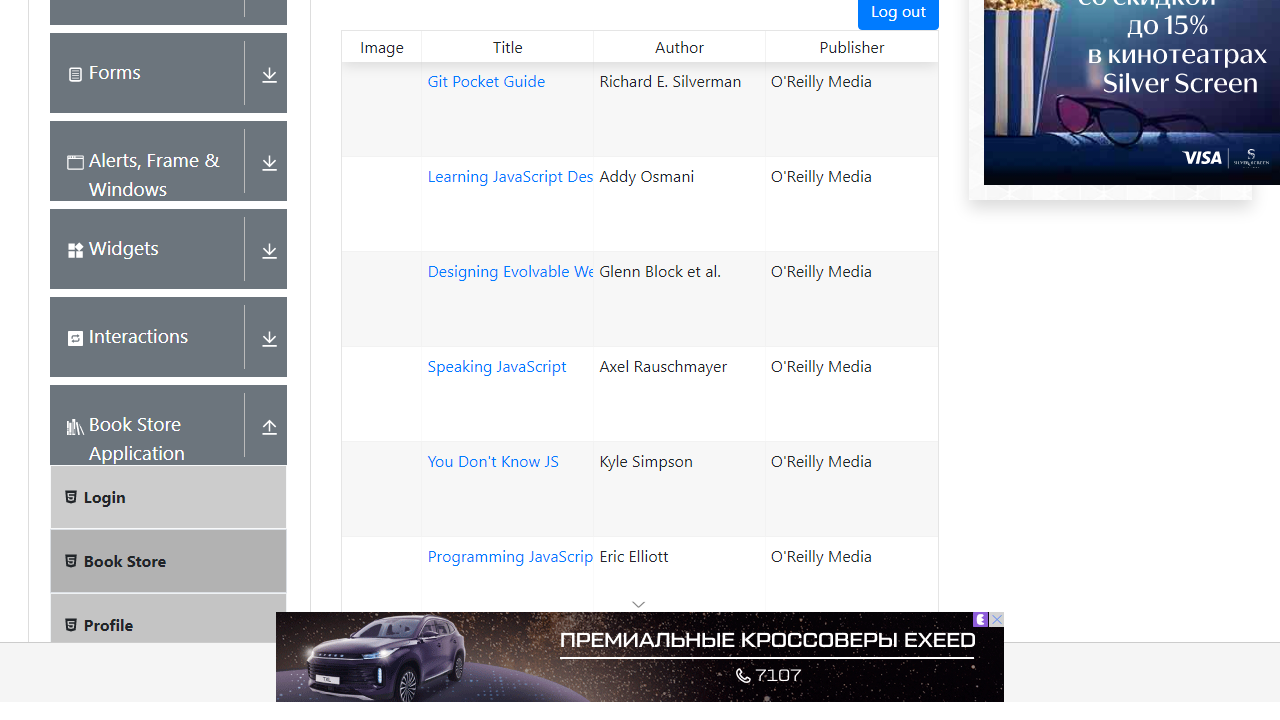 Log out
со скидкой
до 15%
в кинотеатрах
Silver Screen
VISA
Image Title Author Publisher
Forms
Git Pocket Guide Richard E. Silverman O'Reilly Media
Alerts, Frame &
Windows
Learning JavaScript Des Addy Osmani O'Reilly Media
Widgets
Designing Evolvable We Glenn Block et al. O'Reilly Media
Interactions
Speaking JavaScript Axel Rauschmayer O'Reilly Media
Book Store
Application
You Don't Know JS Kyle Simpson O'Reilly Media
Login
Book Store
Programming JavaScrip Eric Elliott O'Reilly Media
Profile
ПРЕМИАЛЬНЫЕ КРОССОВЕРЫ EXEED
7107